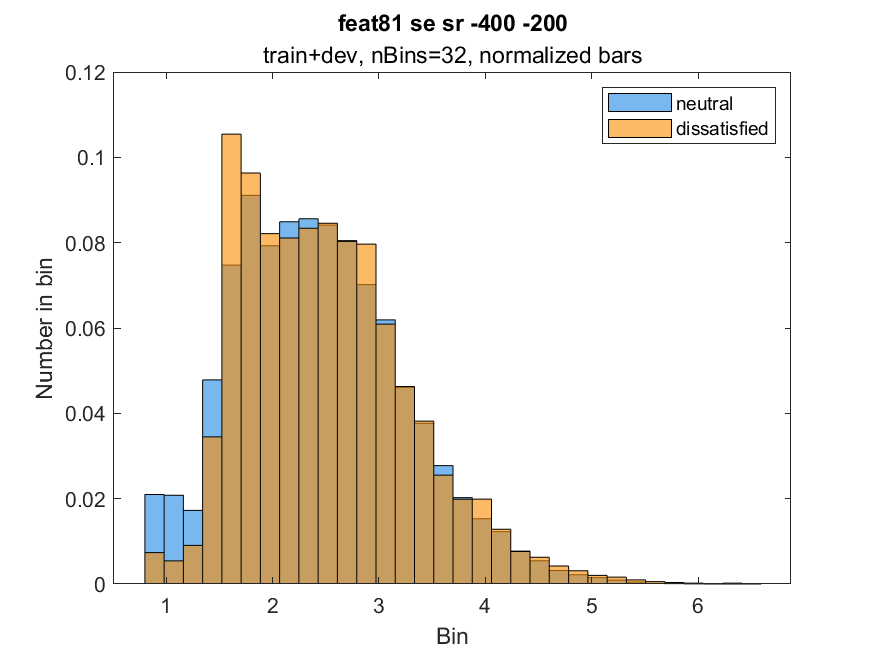 feat81 se sr -400 -200
train+dev, nBins=32, normalized bars
neutral
dissatisfied
Number in bin
0.12
0.1
0.08
0.06
0.04
0.02
0
1 2 3 4 5 6
Bin